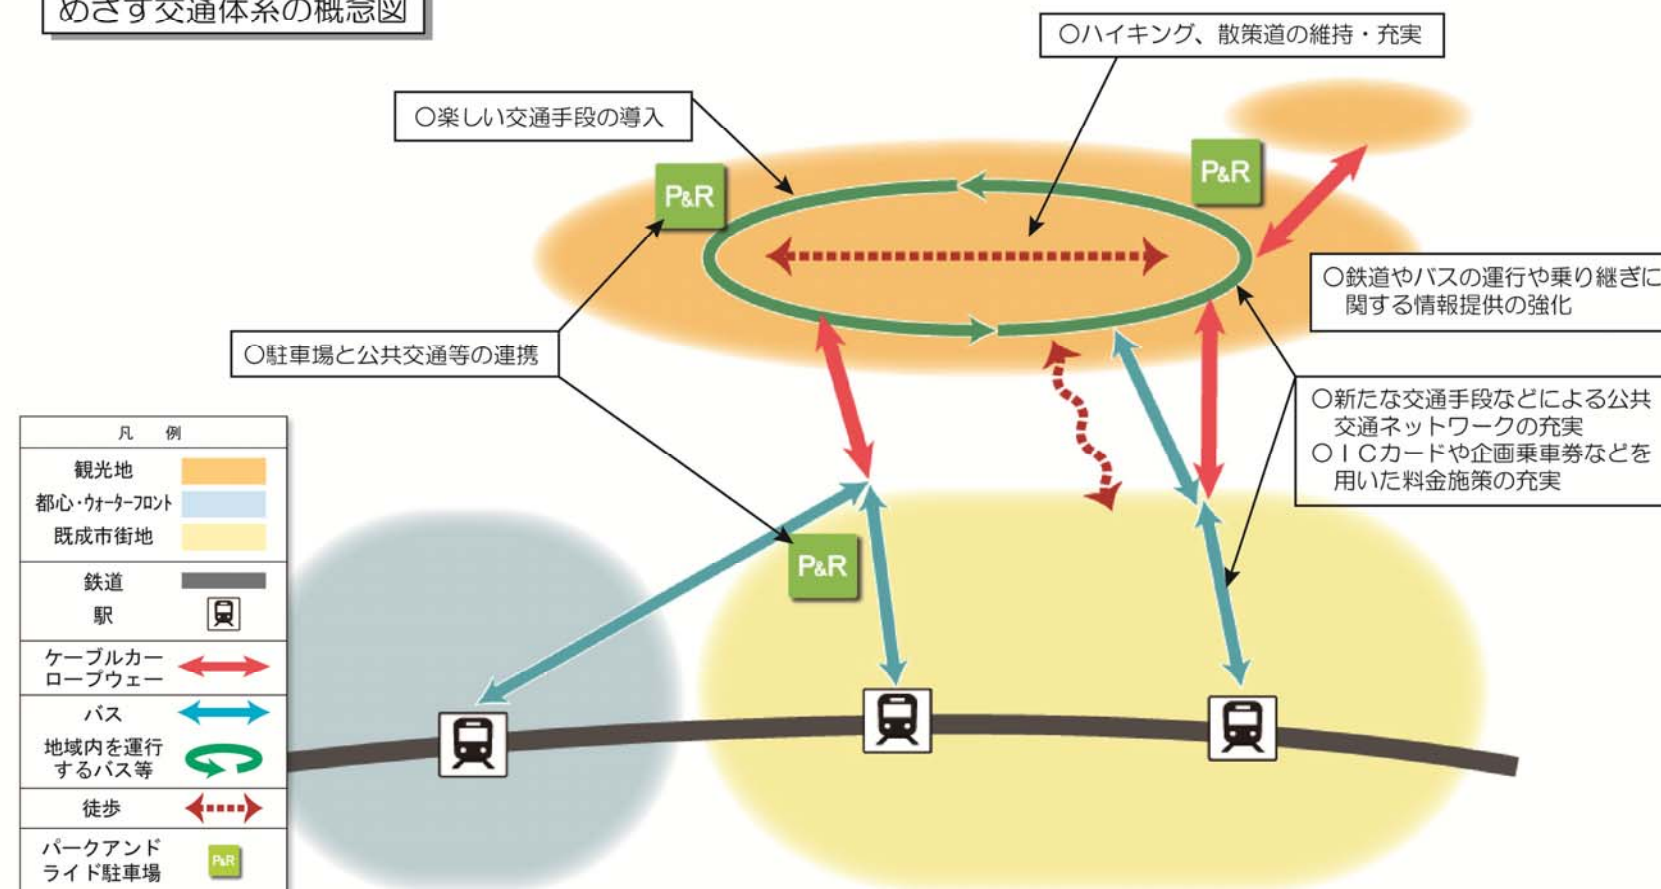 めざす交通体系の概念図
○ハイキング、散策道の維持・充実
○楽しい交通手段の導入
P&R
P&R
○鉄道やバスの運行や乗り継ぎに
関する情報提供の強化
○駐車場と公共交通等の連携
○新たな交通手段などによる公共
交通ネットワークの充実
○ＩＣカードや企画乗車券などを
用いた料金施策の充実
P&R
凡　例
観光地
都心・ウォーターフロント
既成市街地
鉄道
駅
ケーブルカー
ロープウェー
バス
地域内を運行
するバス等
徒歩
パークアンド
ライド駐車場
P&R